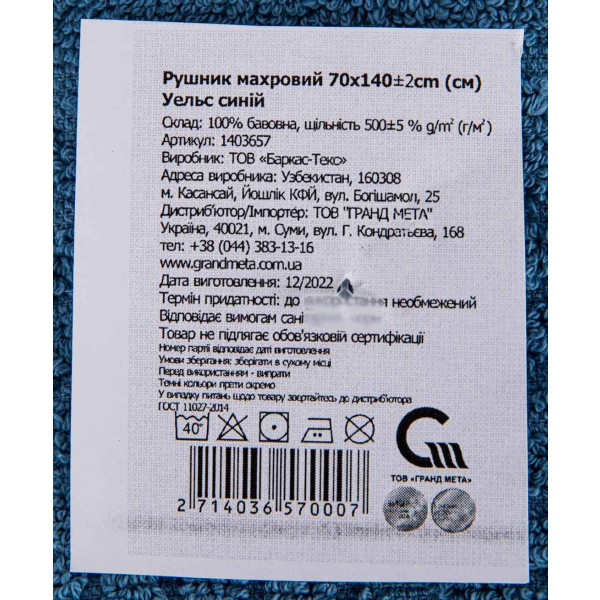 Рушник махровий 70х140±2cm (см)
Уельс синій
Склад: 100% бавовна, щільність 500±5 % g/m² (г/м²)
Артикул: 1403657
Виробник: ТОВ «Баркас-Текс»
Адреса виробника: Узбекистан, 160308
м. Касансай, Йошлік КФЙ, вул. Богішамол, 25
Дистриб'ютор/Імпортер: ТОВ "ГРАНД МЕТА"
Україна, 40021, м. Суми, вул. Г. Кондратьєва, 168
тел: +38 (044) 383-13-16
www.grandmeta.com.ua
Дата виготовлення: 12/2022
Термін придатності: до використання необмежений
Відповідає вимогам сані
Товар не підлягає обов'язковій сертифікації
Номер партії відповідає даті виготовлення
Умови зберігання: зберігати в сухому місці
Перед використанням - випрати
Темні кольори прати окремо
У випадку питань щодо товару звертайтесь до дистриб'ютора
ГОСТ 11027-2014
40°
Gm
ТОВ «ГРАНД МЕТА»
2 714036 570007